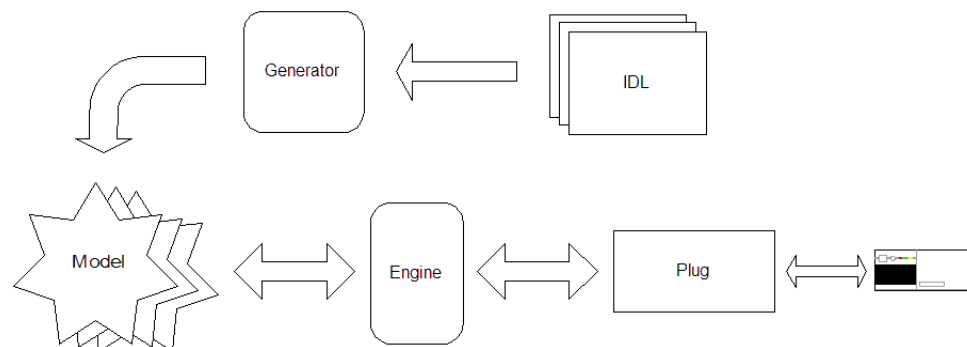 Generator
IDL
Model
Engine
Plug